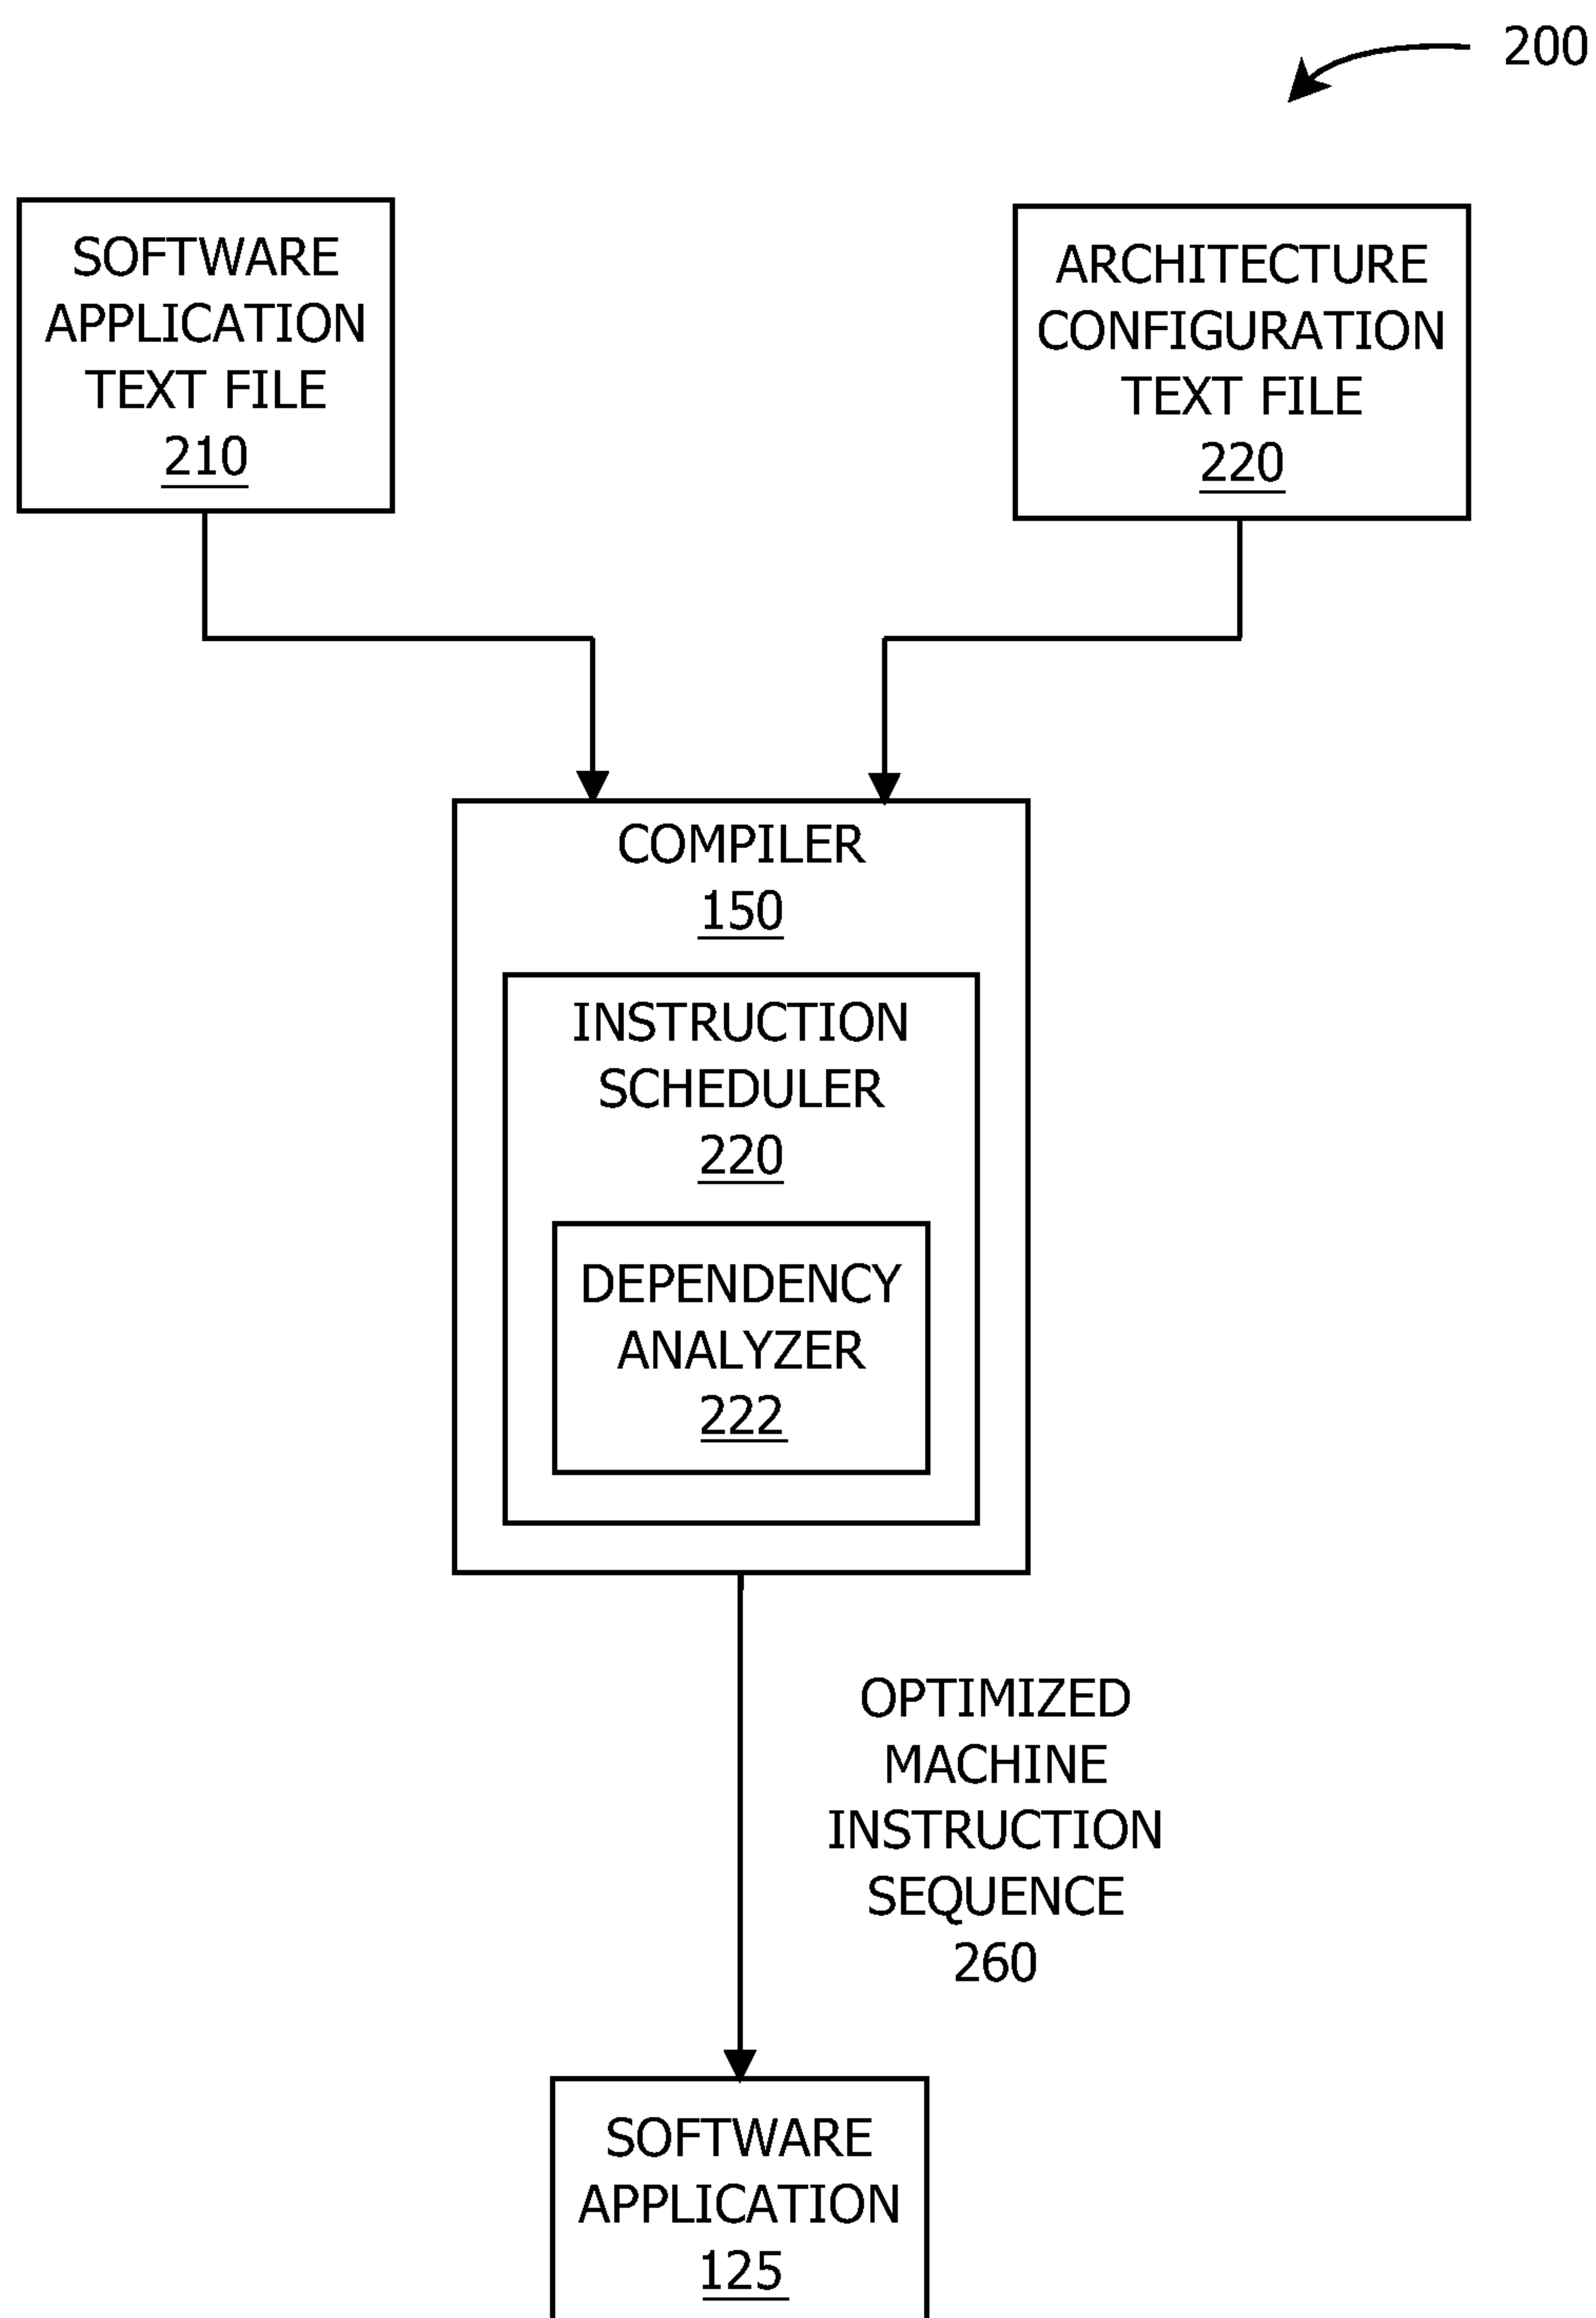 200
SOFTWARE
APPLICATION
TEXT FILE
210
ARCHITECTURE
CONFIGURATION
TEXT FILE
220
COMPILER
150
INSTRUCTION
SCHEDULER
220
DEPENDENCY
ANALYZER
222
OPTIMIZED
MACHINE
INSTRUCTION
SEQUENCE
260
SOFTWARE
APPLICATION
125